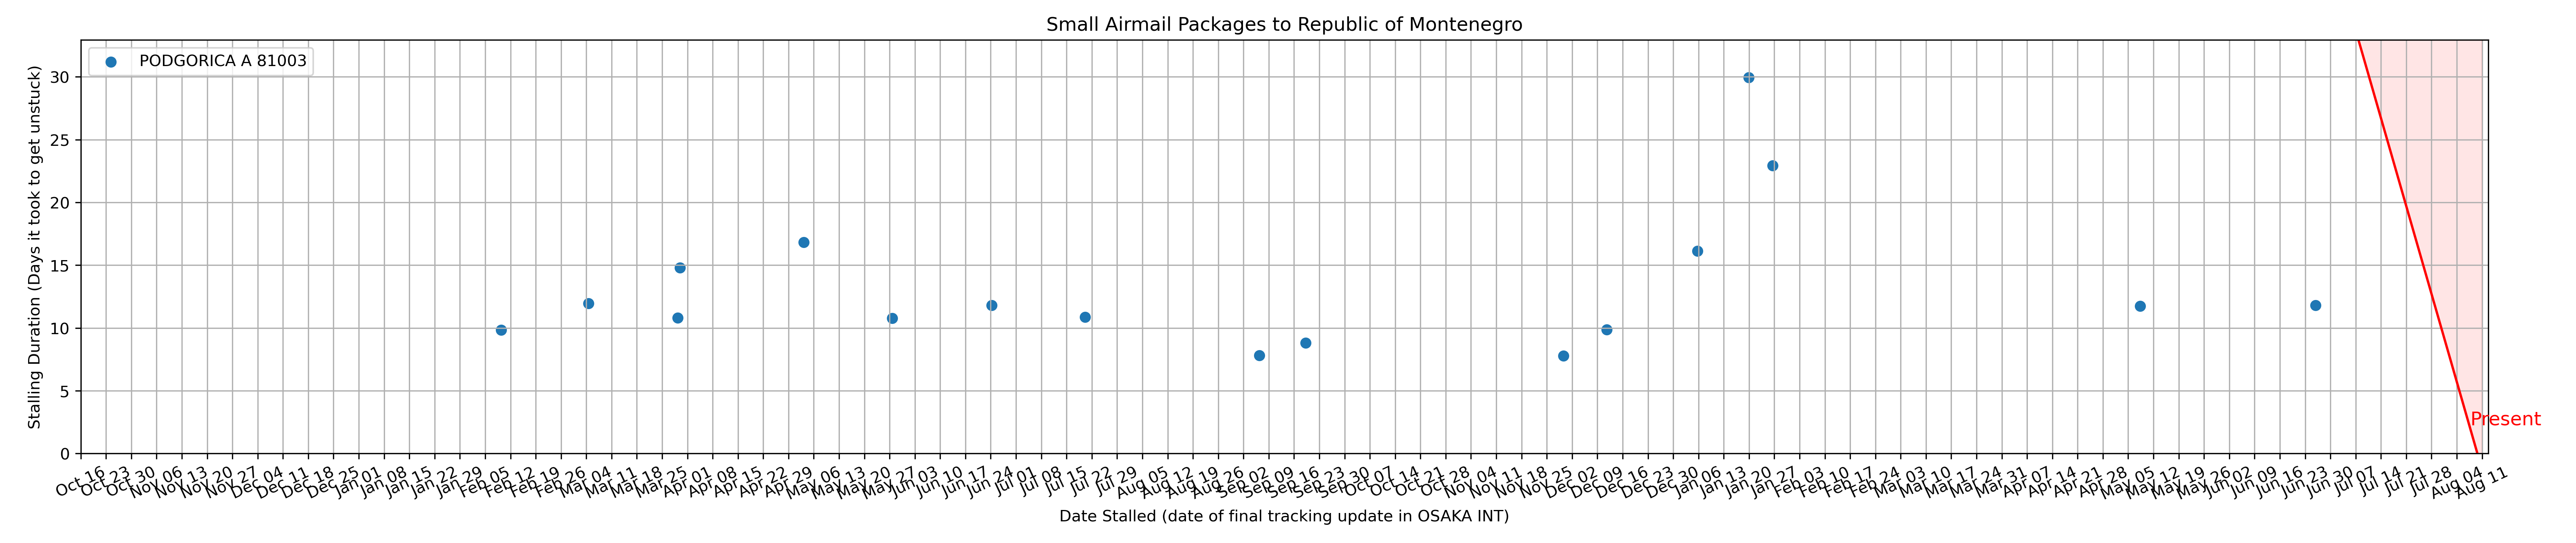 Small Airmail Packages to Republic of Montenegro
PODGORICA A 81003
Stalling Duration (Days it took to get unstuck)
30
25
20
15
10
5
0
Present
Oct 16 Oct 23 Oct 30 Nov 06 Nov 13 Nov 20 Nov 27 Dec 04 Dec 11 Dec 18 Dec 25 Jan 01 Jan 08 Jan 15 Jan 22 Jan 29 Feb 05 Feb 12 Feb 19 Feb 26 Mar 04 Mar 11 Mar 18 Mar 25 Apr 01 Apr 08 Apr 15 Apr 22 Apr 29 May 06 May 13 May 20 May 27 Jun 03 Jun 10 Jun 17 Jun 24 Jul 01 Jul 08 Jul 15 Jul 22 Jul 29 Aug 05 Aug 12 Aug 19 Aug 26 Sep 02 Sep 09 Sep 16 Sep 23 Sep 30 Oct 07 Oct 14 Oct 21 Oct 28 Nov 04 Nov 11 Nov 18 Nov 25 Dec 02 Dec 09 Dec 16 Dec 23 Dec 30 Jan 06 Jan 13 Jan 20 Jan 27 Feb 03 Feb 10 Feb 17 Feb 24 Mar 03 Mar 10 Mar 17 Mar 24 Mar 31 Apr 07 Apr 14 Apr 21 Apr 28 May 05 May 12 May 19 May 26 Jun 02 Jun 09 Jun 16 Jun 23 Jun 30 Jul 07 Jul 14 Jul 21 Jul 28 Aug 04 Aug 11
Date Stalled (date of final tracking update in OSAKA INT)